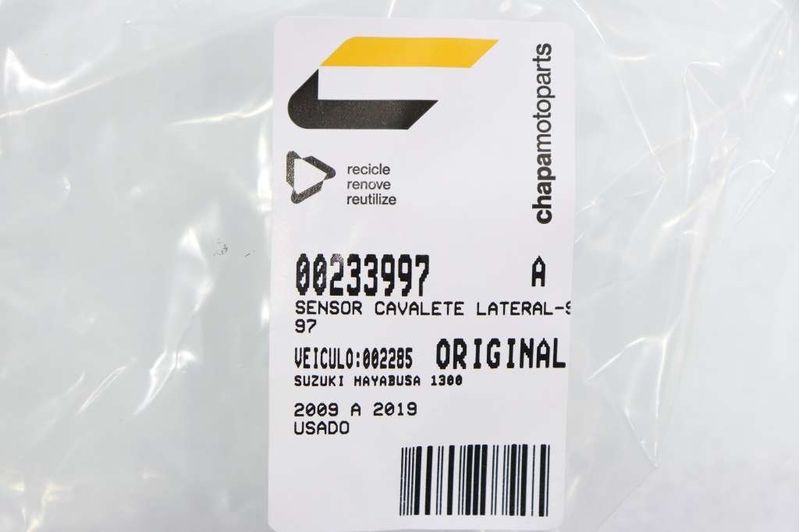 chapamotoparts
recicle
renove
reutilize
00233997 A
SENSOR CAVALETE LATERAL-S
97
VEICULO:002285 ORIGINAL
SUZUKI HAYABUSA 1300
2009 A 2019
USADO